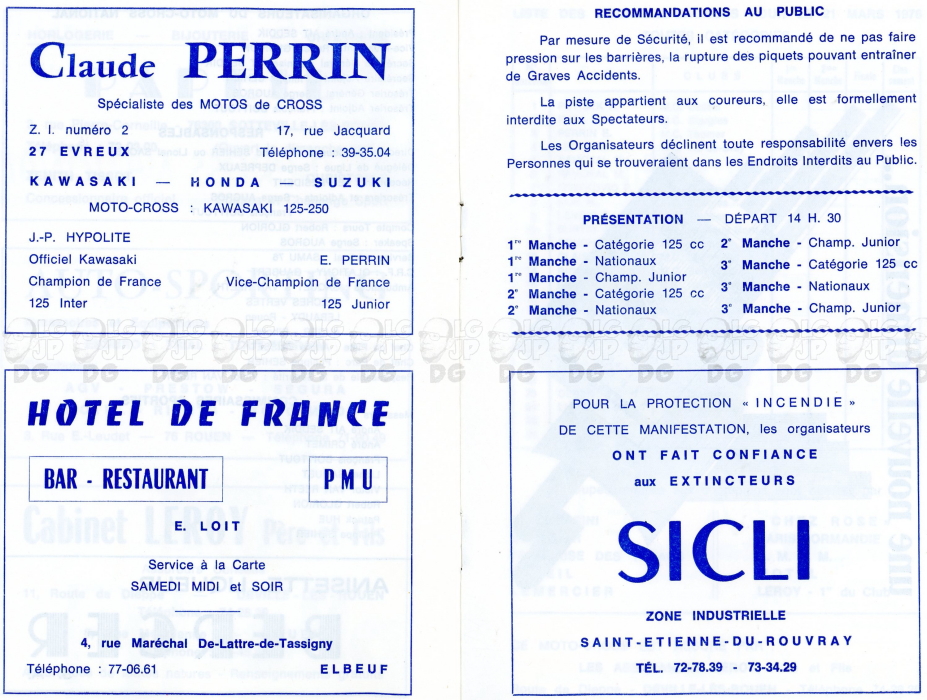 Claude PERRIN
Spécialiste des MOTOS de CROSS
Z. I. numéro 2 17, rue Jacquard
27 EVREUX Téléphone : 39-35.04
KAWASAKI — HONDA — SUZUKI
MOTO-CROSS : KAWASAKI 125-250
J.-P. HYPOLITE
Officiel Kawasaki E. PERRIN
Champion de France Vice-Champion de France
125 Inter 125 Junior
HOTEL DE FRANCE
BAR - RESTAURANT PMU
E. LOIT
Service à la Carte
SAMEDI MIDI et SOIR
4, rue Maréchal De-Lattre-de-Tassigny
Téléphone : 77-06.61 ELBEUF
RECOMMANDATIONS AU PUBLIC
Par mesure de Sécurité, il est recommandé de ne pas faire
pression sur les barrières, la rupture des piquets pouvant entraîner
de Graves Accidents.
La piste appartient aux coureurs, elle est formellement
interdite aux Spectateurs.
Les Organisateurs déclinent toute responsabilité envers les
Personnes qui se trouveraient dans les Endroits Interdits au Public.
PRÉSENTATION — DÉPART 14 H. 30
1re Manche - Catégorie 125 cc
1re Manche - Nationaux
1re Manche - Champ. Junior
2e Manche - Catégorie 125 cc
2e Manche - Nationaux
2e Manche - Champ. Junior
3e Manche - Catégorie 125 cc
3e Manche - Nationaux
3e Manche - Champ. Junior
POUR LA PROTECTION « INCENDIE »
DE CETTE MANIFESTATION, les organisateurs
ONT FAIT CONFIANCE
aux EXTINCTEURS
SICLI
ZONE INDUSTRIELLE
SAINT-ETIENNE-DU-ROUVRAY
TÉL. 72-78.39 - 73-34.29